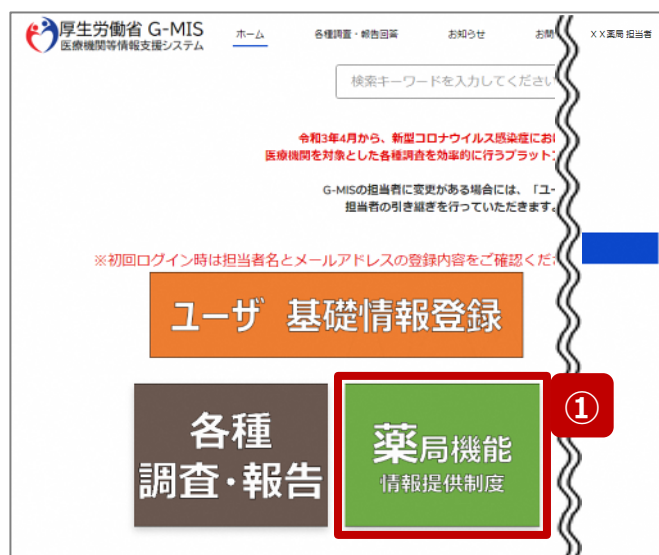 厚生労働省 G-MIS
医療機関等情報支援システム
ホーム 各種調査・報告回答 お知らせ お問 XX薬局 担当者
検索キーワードを入力してください
令和3年4月から、新型コロナウイルス感染症にお
医療機関を対象とした各種調査を効率的に行うプラット
G-MISの担当者に変更がある場合には、「ユー
担当者の引き継ぎを行っていただきます。
※初回ログイン時は担当者名とメールアドレスの登録内容をご確認くださ
ユーザ 基礎情報登録
①
各種
調査・報告
薬局機能
情報提供制度